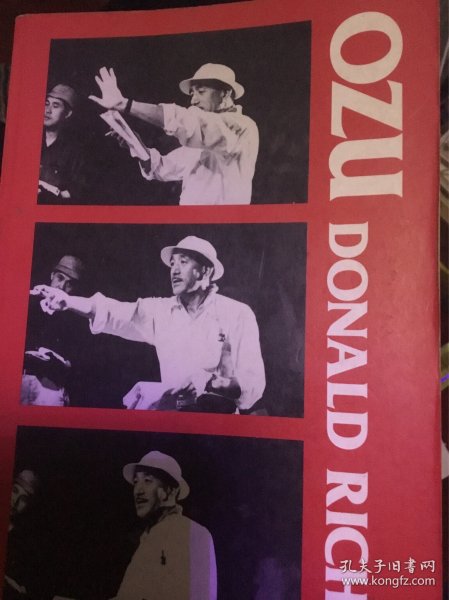 OZU DONALD RICH
孔夫子旧书网
www.kongfz.com